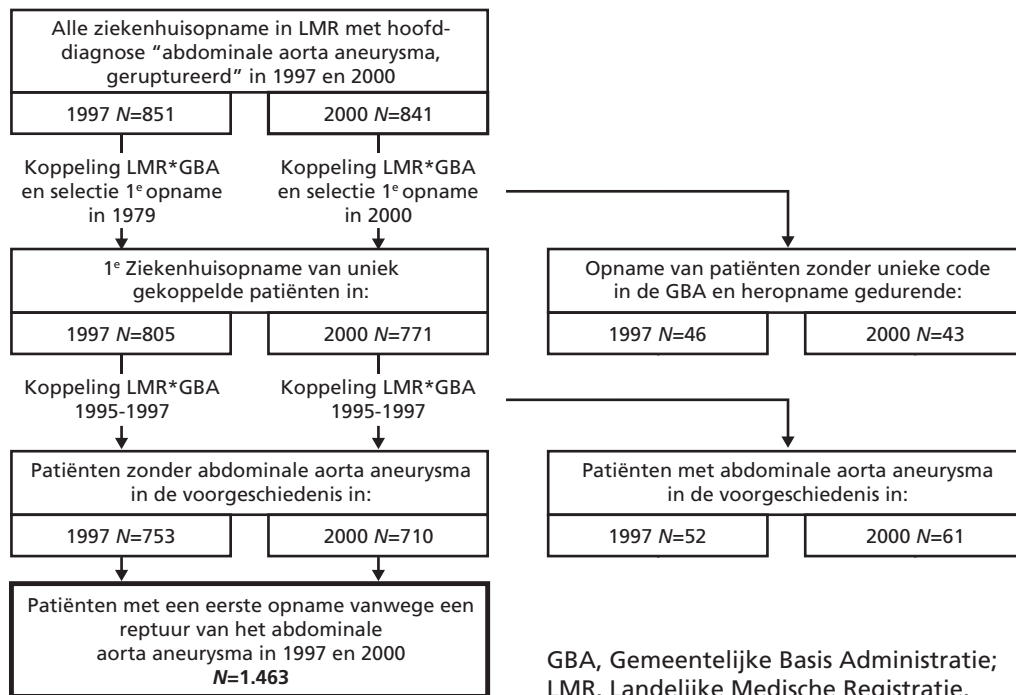 Alle ziekenhuisopname in LMR met hoofd-
diagnose “abdominale aorta aneurysma,
geruptureerd” in 1997 en 2000
1997 N=851
2000 N=841
Koppeling LMR*GBA
en selectie 1e opname
in 1979
Koppeling LMR*GBA
en selectie 1e opname
in 2000
1e Ziekenhuisopname van uniek
gekoppelde patiënten in:
1997 N=805
2000 N=771
Opname van patiënten zonder unieke code
in de GBA en heropname gedurende:
1997 N=46
2000 N=43
Koppeling LMR*GBA
1995-1997
Koppeling LMR*GBA
1995-1997
Patiënten zonder abdominale aorta aneurysma
in de voorgeschiedenis in:
1997 N=753
2000 N=710
Patiënten met abdominale aorta aneurysma
in de voorgeschiedenis in:
1997 N=52
2000 N=61
Patiënten met een eerste opname vanwege een
reptuur van het abdominale
aorta aneurysma in 1997 en 2000
N=1.463
GBA, Gemeentelijke Basis Administratie;
LMR, Landelijke Medische Registratie.